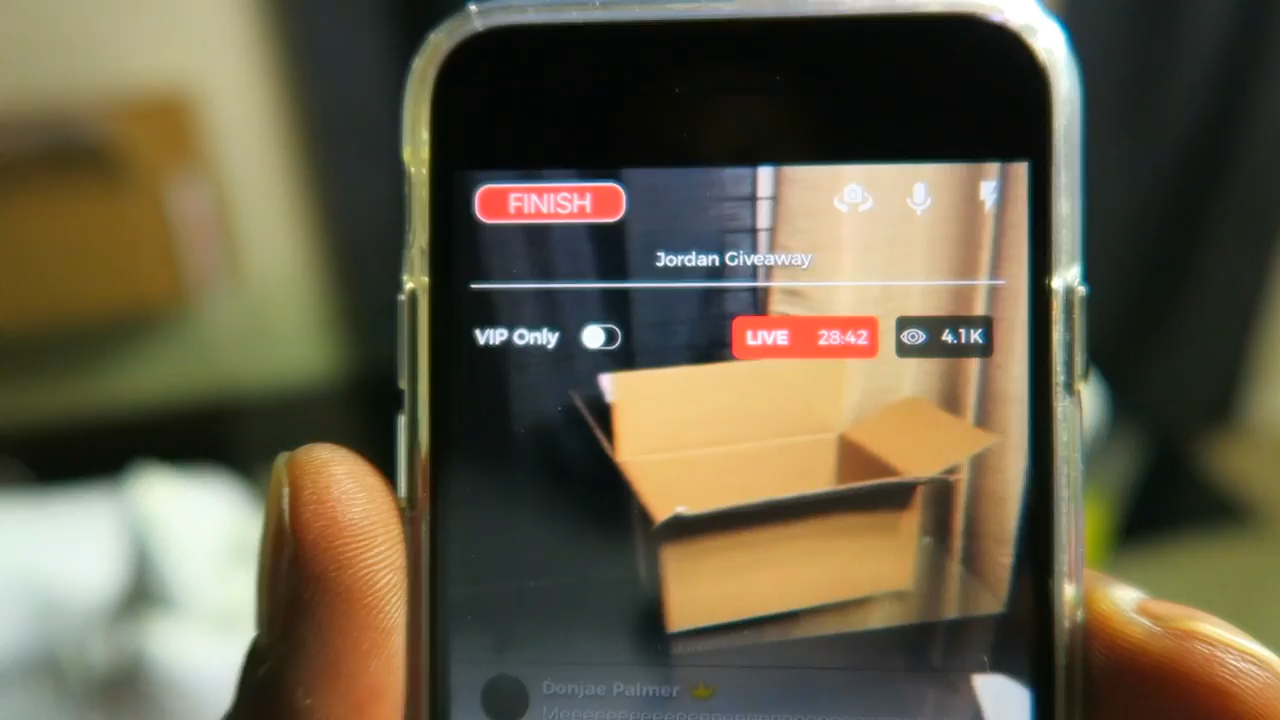 FINISH
Jordan Giveaway
VIP Only
LIVE 28:42 4.1K
Donjae Palmer